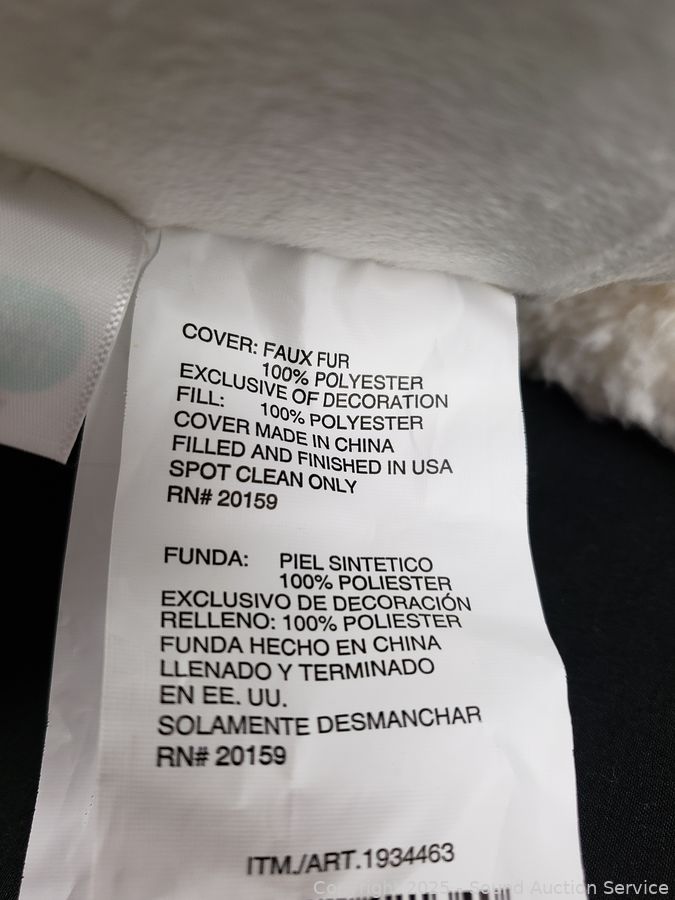 COVER: FAUX FUR
100% POLYESTER
EXCLUSIVE OF DECORATION
FILL: 100% POLYESTER
COVER MADE IN CHINA
FILLED AND FINISHED IN USA
SPOT CLEAN ONLY
RN# 20159
FUNDA: PIEL SINTETICO
100% POLIESTER
EXCLUSIVO DE DECORACIÓN
RELLENO: 100% POLIESTER
FUNDA HECHO EN CHINA
LLENADO Y TERMINADO
EN EE. UU.
SOLAMENTE DESMANCHAR
RN# 20159
ITM./ART.1934463
Copyright 2025 - Sound Auction Service